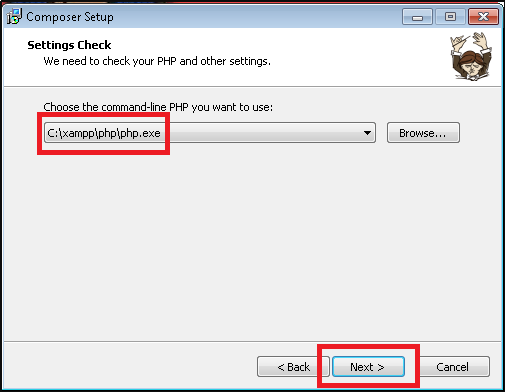 Composer Setup
Settings Check
We need to check your PHP and other settings.
Choose the command-line PHP you want to use:
C:\xampp\php\php.exe
Browse...
< Back
Next >
Cancel